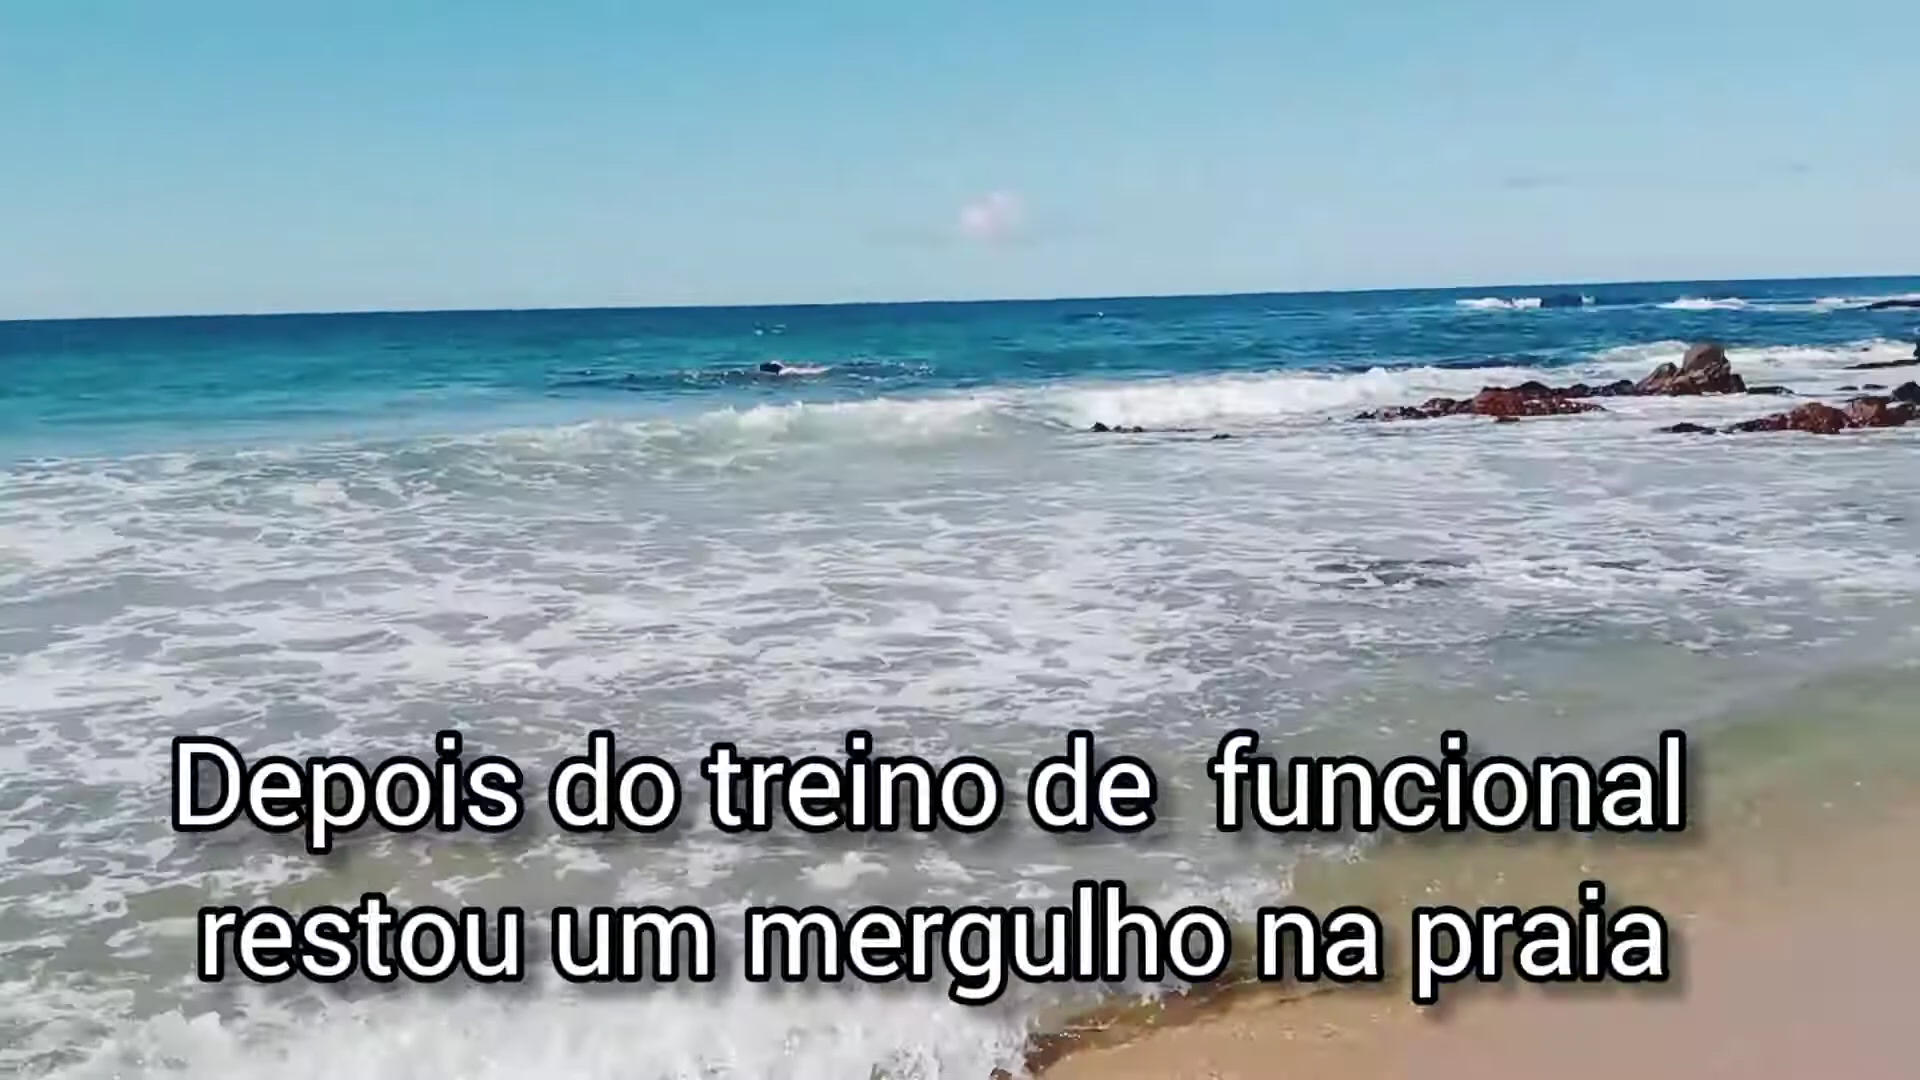 Depois do treino de funcional
restou um mergulho na praia